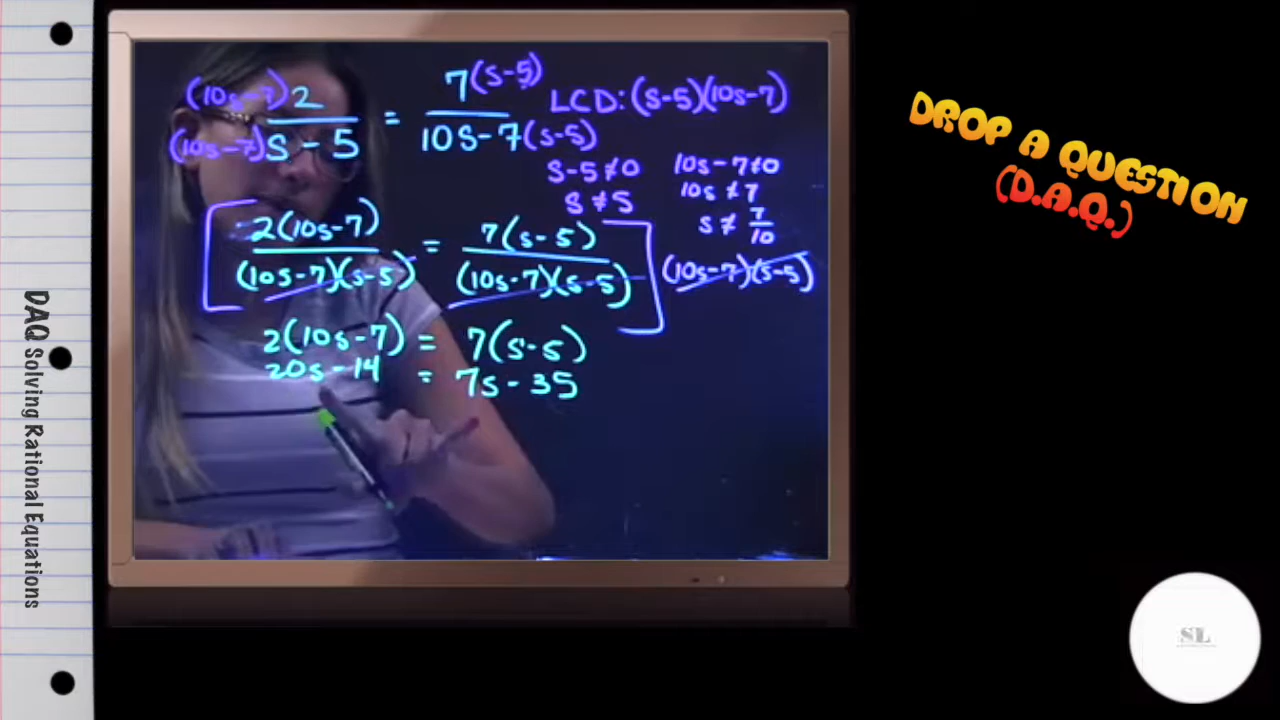 DAQ Solving Rational Equations
(10s-7)2 = 7(s-5)
(10s-7)s-5 10s-7(s-5)
LCD: (s-5)(10s-7)
s-5≠0 10s-7≠0
s≠5 10s≠7
s≠7/10
[2(10s-7) = 7(s-5)]
(10s-7)(s-5) (10s-7)(s-5) (10s-7)(s-5)
2(10s-7) = 7(s-5)
20s-14 = 7s-35
DROP A QUESTION
(D.A.Q.)
SL